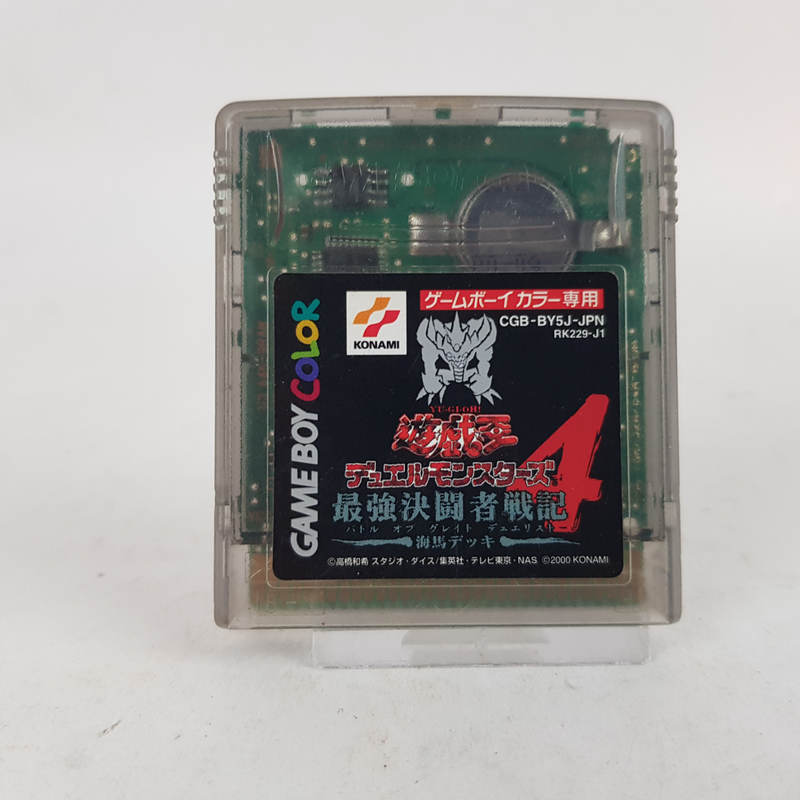 GAME BOY COLOR
KONAMI
ゲームボーイカラー専用
CGB-BY5J-JPN
RK229-J1
YU-GI-OH!
遊戯王
デュエルモンスターズ4
最強決闘者戦記
バトル オブ グレイト デュエリスト
海馬デッキ
©高橋和希 スタジオ・ダイス/集英社・テレビ東京・NAS ©2000 KONAMI